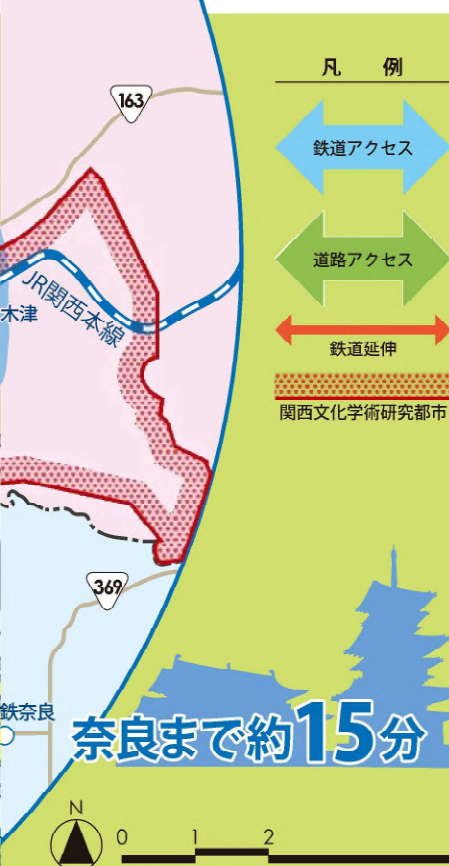 凡 例
163
鉄道アクセス
道路アクセス
JR関西本線
木津
鉄道延伸
関西文化学術研究都市
369
鉄奈良
奈良まで約15分
N
0 1 2